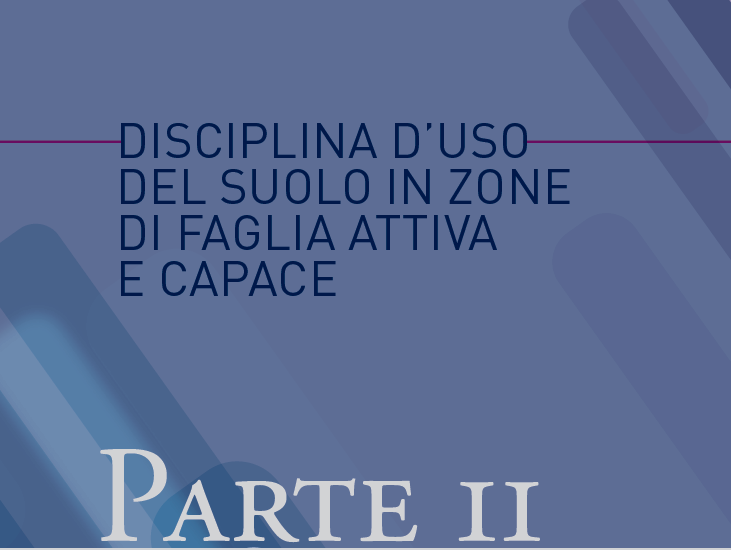 DISCIPLINA D’USO
DEL SUOLO IN ZONE
DI FAGLIA ATTIVA
E CAPACE
PARTE II